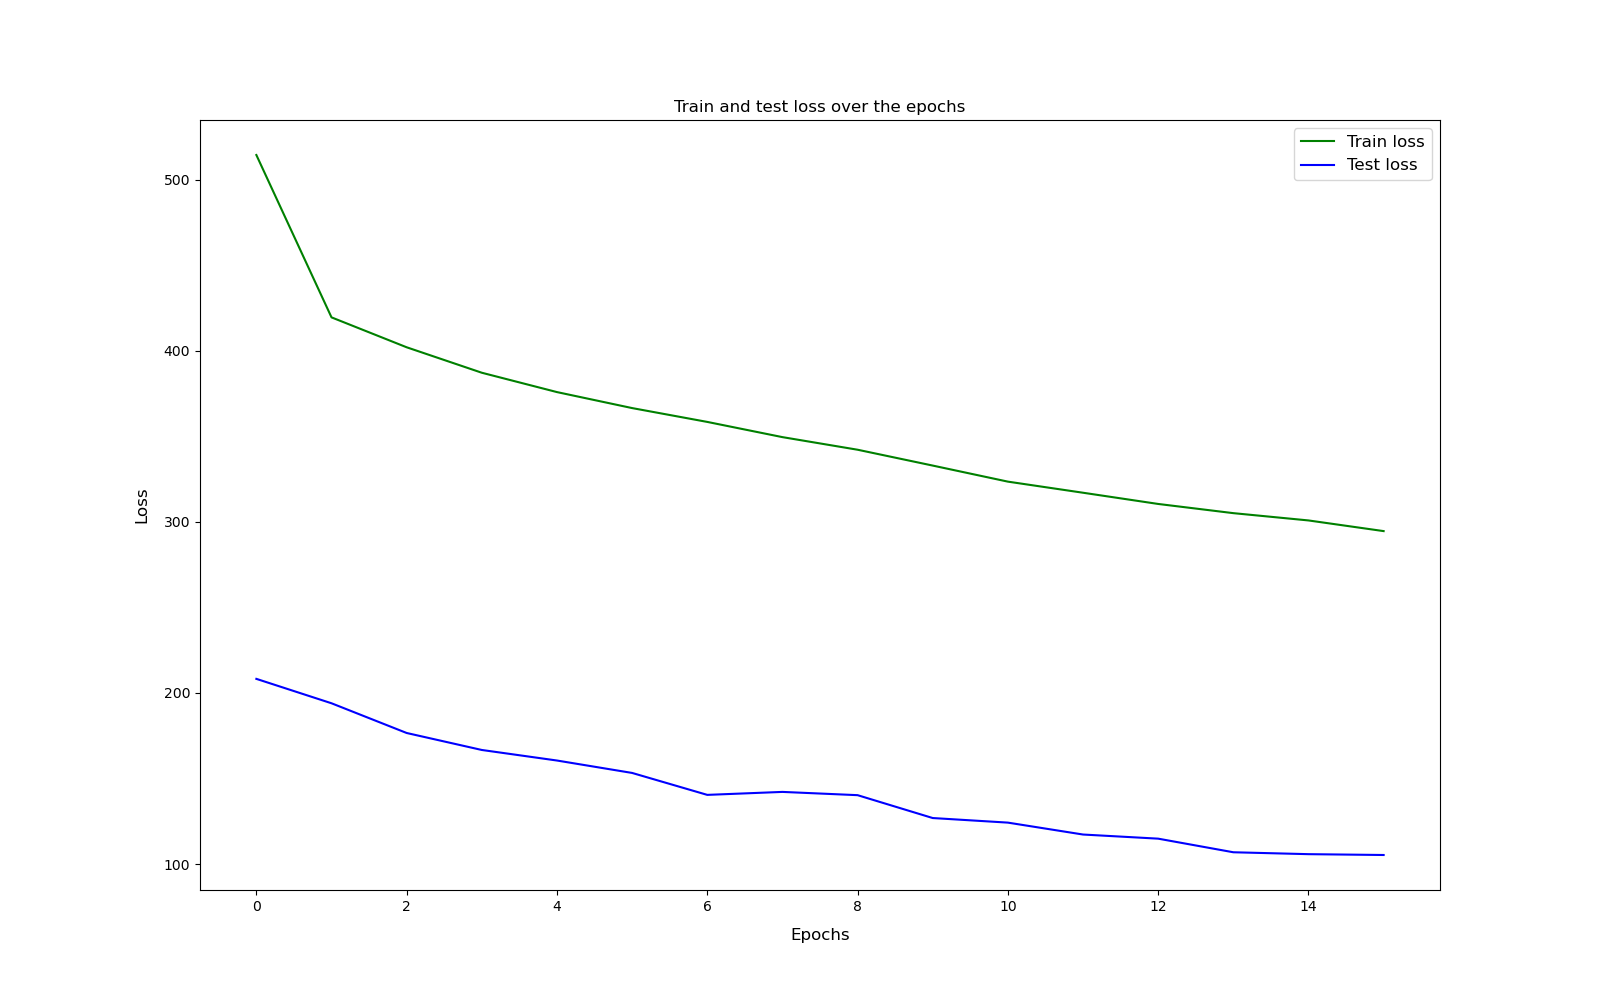 Train and test loss over the epochs
Train loss
Test loss
500
400
300
200
100
Loss
0 2 4 6 8 10 12 14
Epochs